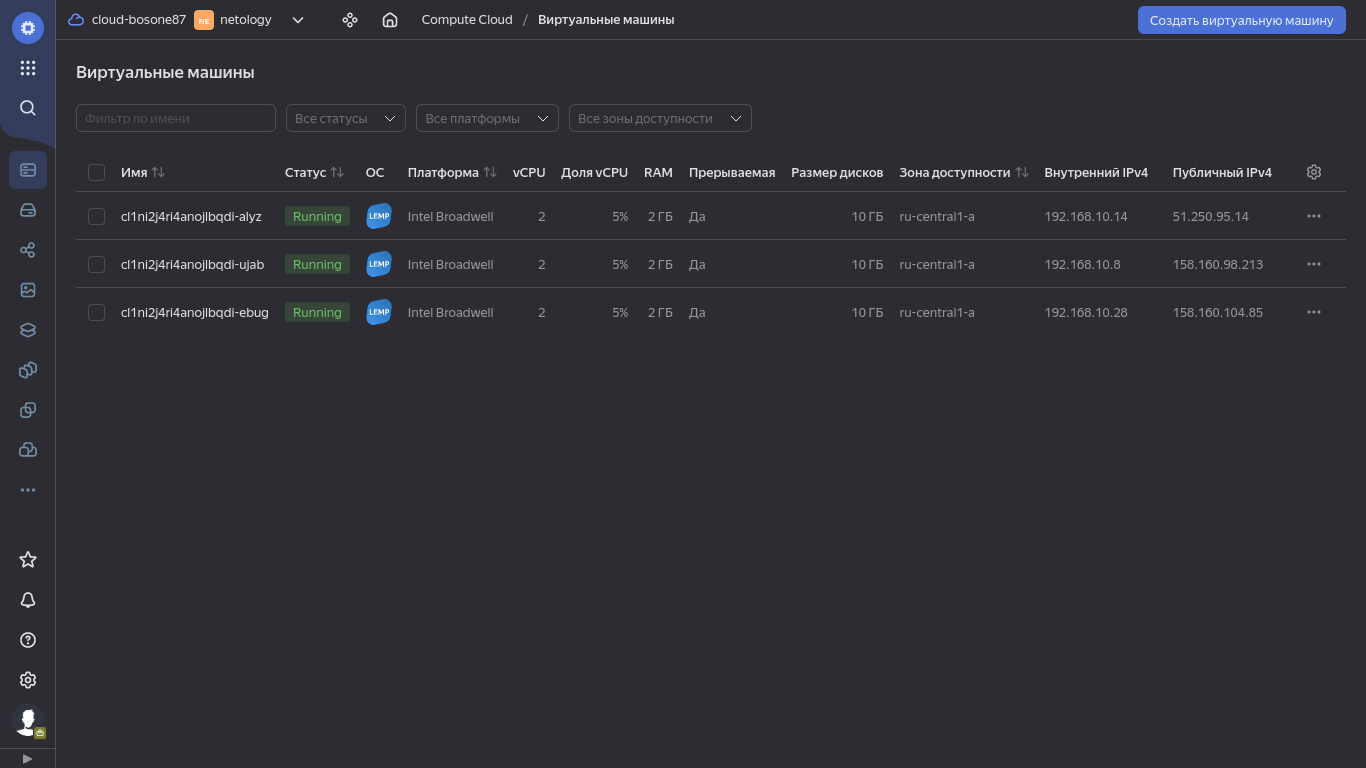 cloud-bosone87 NE netology Compute Cloud / Виртуальные машины Создать виртуальную машину
Виртуальные машины
Фильтр по имени Все статусы Все платформы Все зоны доступности
Имя Статус ОС Платформа vCPU Доля vCPU RAM Прерываемая Размер дисков Зона доступности Внутренний IPv4 Публичный IPv4
cl1ni2j4ri4anojlbqdi-alyz Running LEMP Intel Broadwell 2 5% 2 ГБ Да 10 ГБ ru-central1-a 192.168.10.14 51.250.95.14
cl1ni2j4ri4anojlbqdi-ujab Running LEMP Intel Broadwell 2 5% 2 ГБ Да 10 ГБ ru-central1-a 192.168.10.8 158.160.98.213
cl1ni2j4ri4anojlbqdi-ebug Running LEMP Intel Broadwell 2 5% 2 ГБ Да 10 ГБ ru-central1-a 192.168.10.28 158.160.104.85